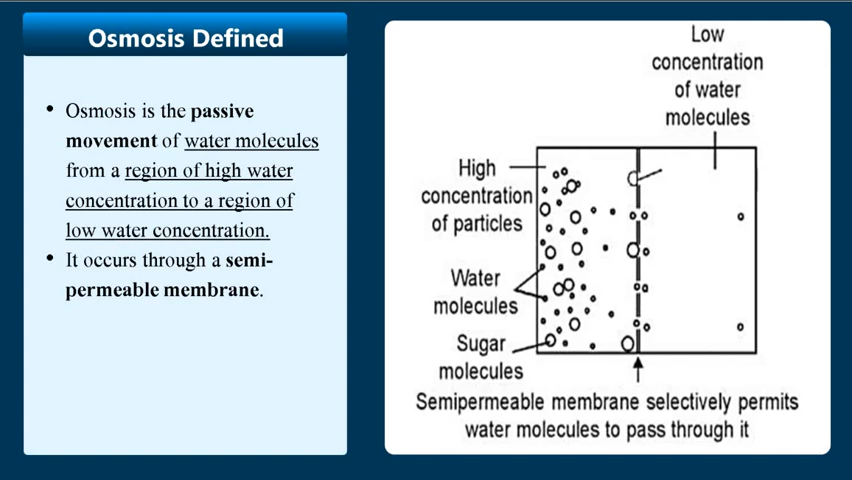 Osmosis Defined
• Osmosis is the passive
movement of water molecules
from a region of high water
concentration to a region of
low water concentration.
• It occurs through a semi-
permeable membrane.
Low
concentration
of water
molecules
High
concentration
of particles
Water
molecules
Sugar
molecules
Semipermeable membrane selectively permits
water molecules to pass through it